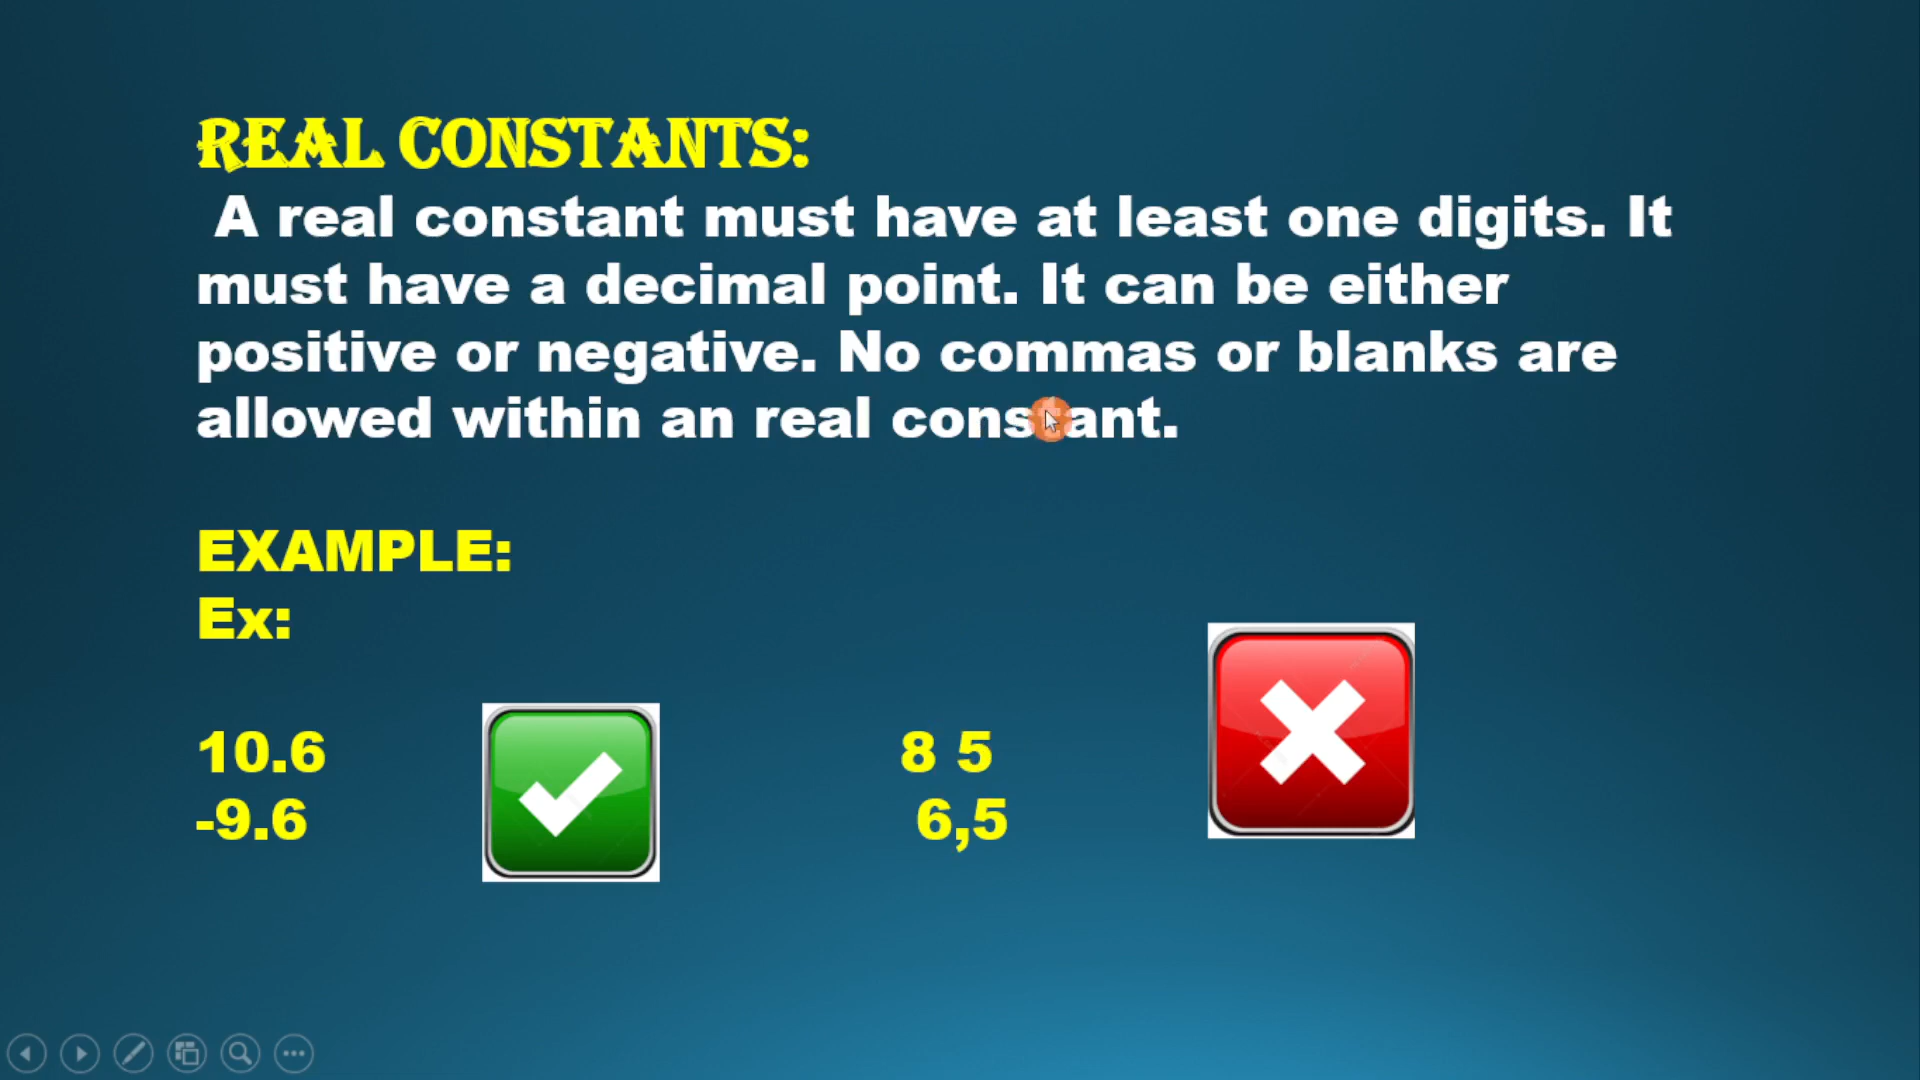 REAL CONSTANTS:
A real constant must have at least one digits. It
must have a decimal point. It can be either
positive or negative. No commas or blanks are
allowed within an real constant.
EXAMPLE:
Ex:
10.6 8 5
-9.6 6,5